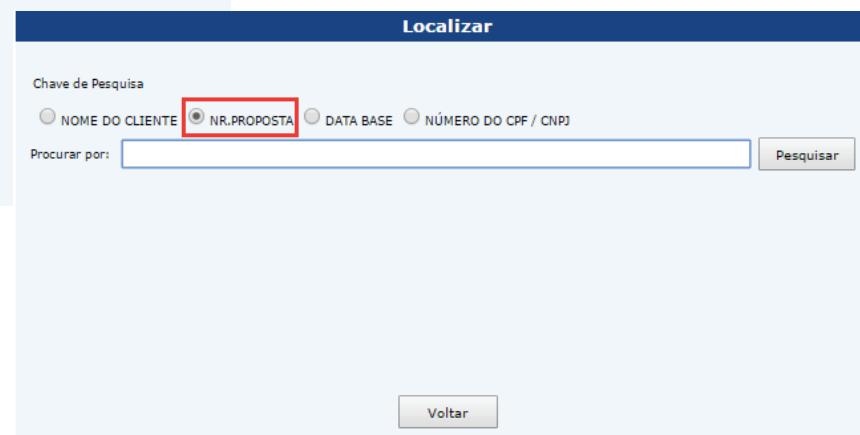 Localizar
Chave de Pesquisa
NOME DO CLIENTE NR.PROPOSTA DATA BASE NÚMERO DO CPF / CNPJ
Procurar por: Pesquisar
Voltar